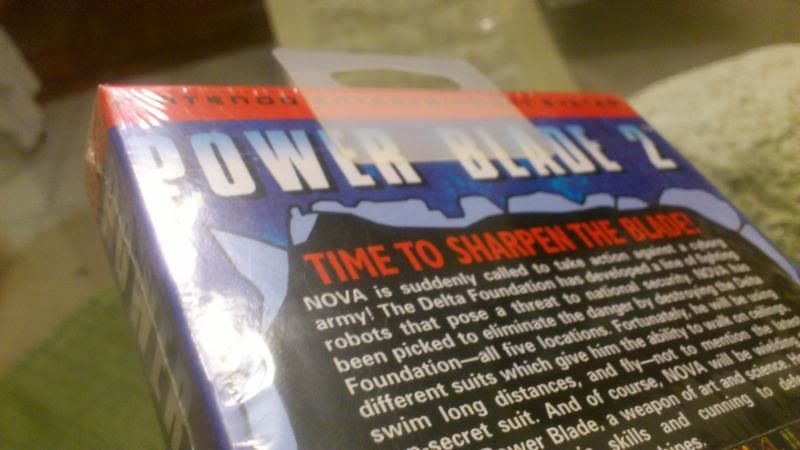 NINTENDO ENTERTAINMENT SYSTEM
POWER BLADE 2
TIME TO SHARPEN THE BLADE!
NOVA is suddenly called to take action against a cyborg
army! The Delta Foundation has developed a line of fighting
robots that pose a threat to national security. NOVA has
been picked to eliminate the danger by destroying the Delta
Foundation—all five locations. Fortunately, he will be using
different suits which give him the ability to walk on ceilings
swim long distances, and fly—not to mention the
-secret suit. And of course, NOVA will be wielding
Power Blade, a weapon of art and science.
skills and cunning to
POWER